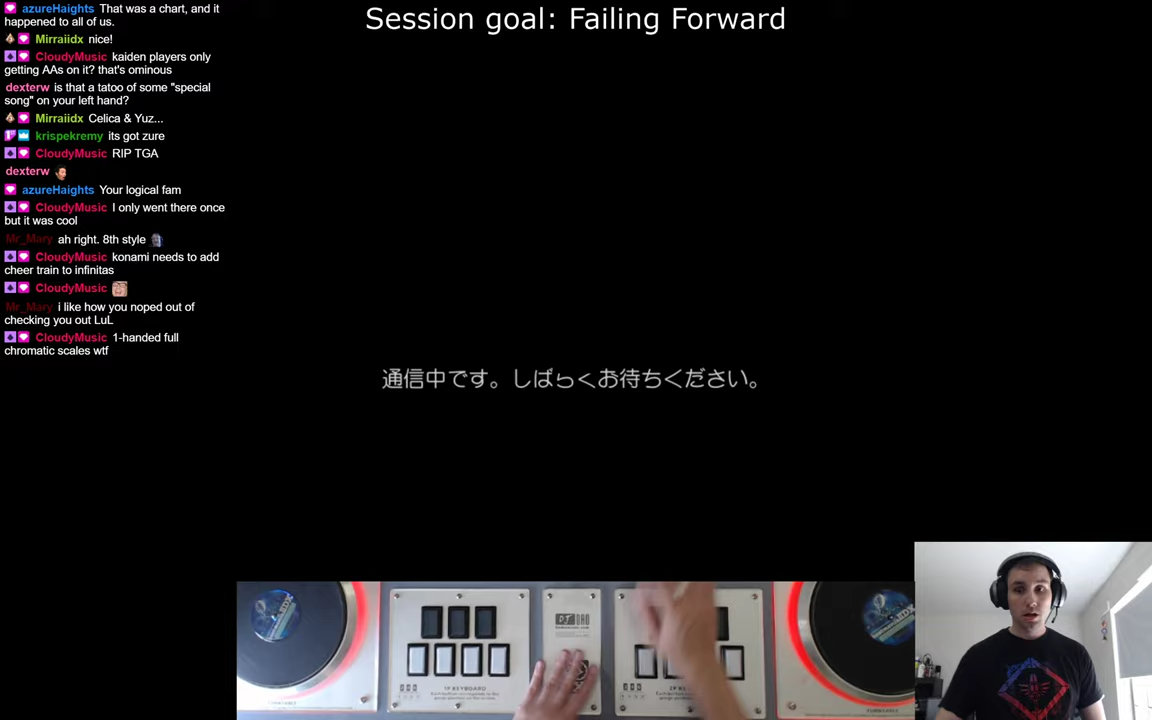 Session goal: Failing Forward
azureHaights That was a chart, and it
happened to all of us.
Mirraiidx nice!
CloudyMusic kaiden players only
getting AAs on it? that's ominous
dexterw is that a tatoo of some "special
song" on your left hand?
Mirraiidx Celica & Yuz...
krispekremy its got zure
CloudyMusic RIP TGA
dexterw
azureHaights Your logical fam
CloudyMusic I only went there once
but it was cool
Mr_Mary ah right. 8th style
CloudyMusic konami needs to add
cheer train to infinitas
CloudyMusic
Mr_Mary i like how you noped out of
checking you out LuL
CloudyMusic 1-handed full
chromatic scales wtf
通信中です。しばらくお待ちください。
DJ DAO
1P KEYBOARD